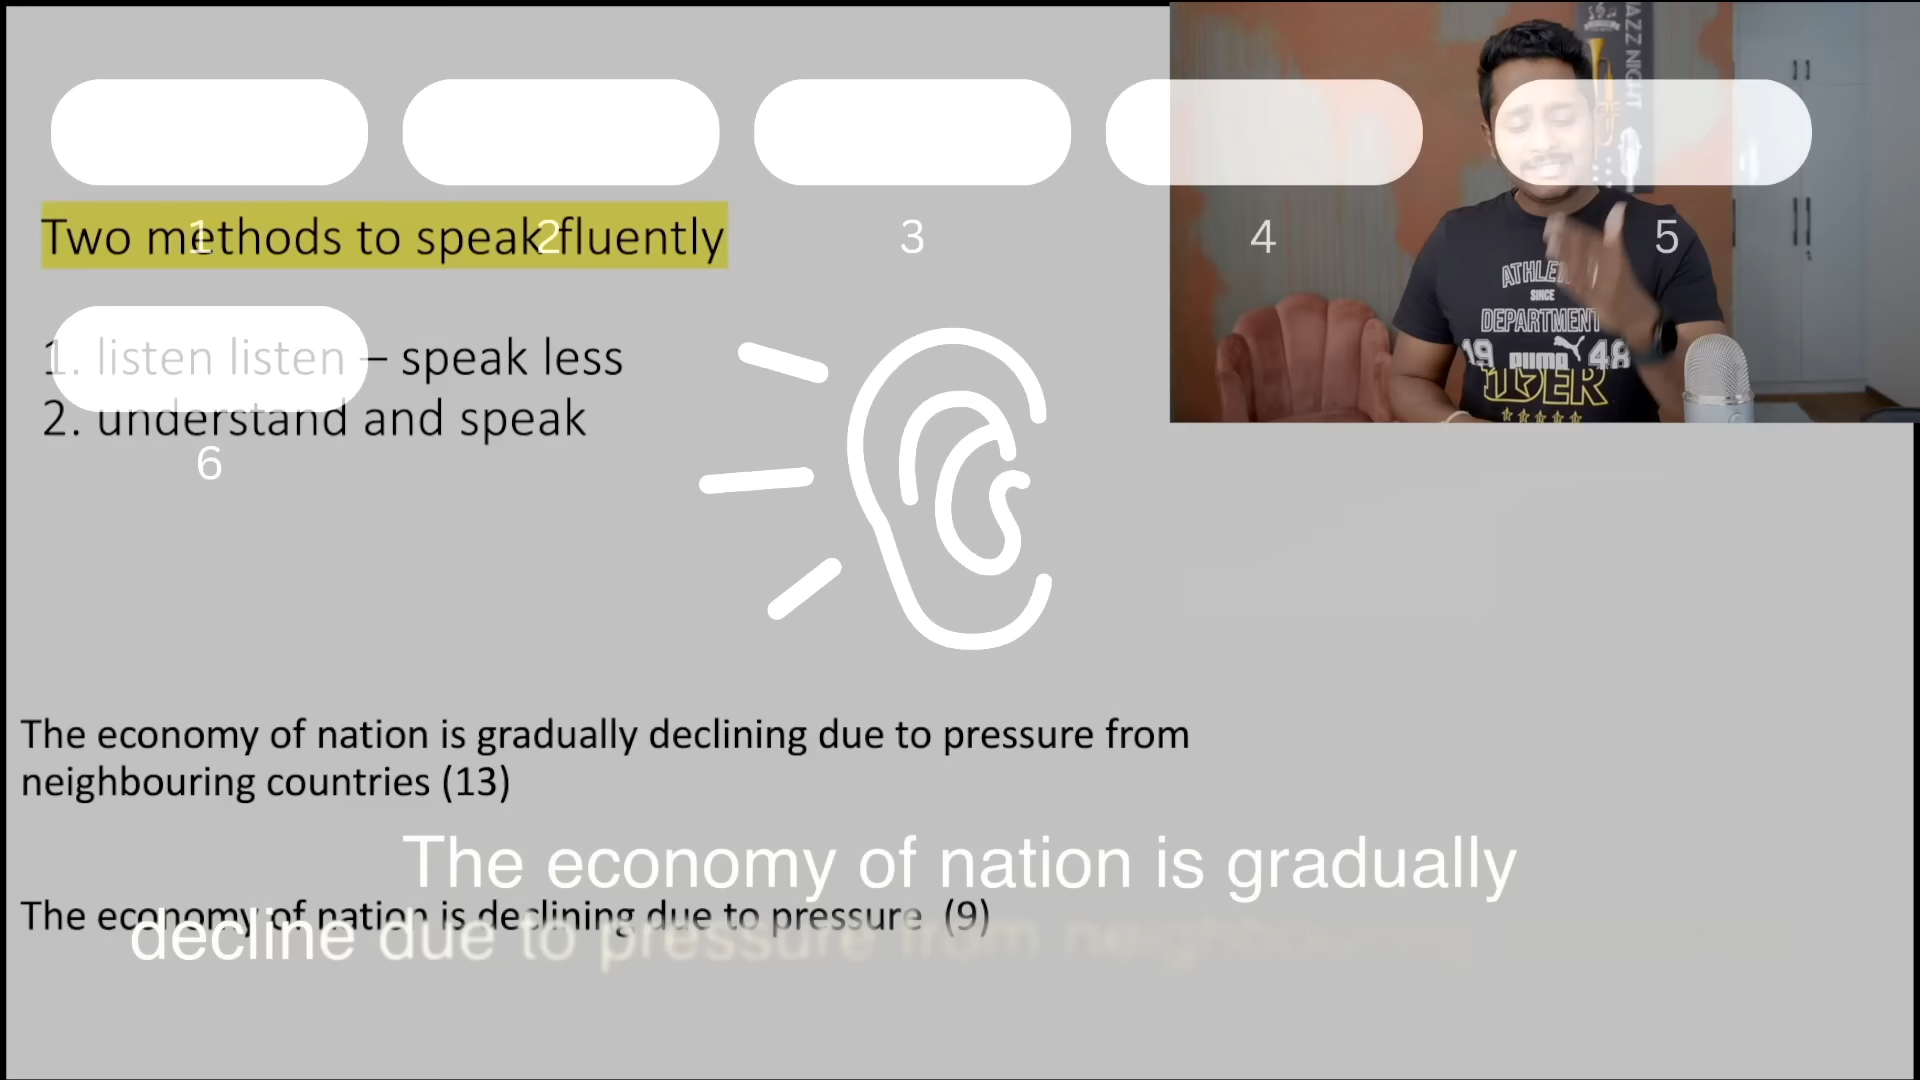 JAZZ NIGHT
Two methods to speak fluently
1 2 3 4 5
1. listen listen – speak less
2. understand and speak
6
ATHLE
SINCE
DEPARTMENT
19 PUMA 48
The economy of nation is gradually declining due to pressure from
neighbouring countries (13)
The economy of nation is gradually
The economy of nation is declining due to pressure (9)
decline due to pressure from